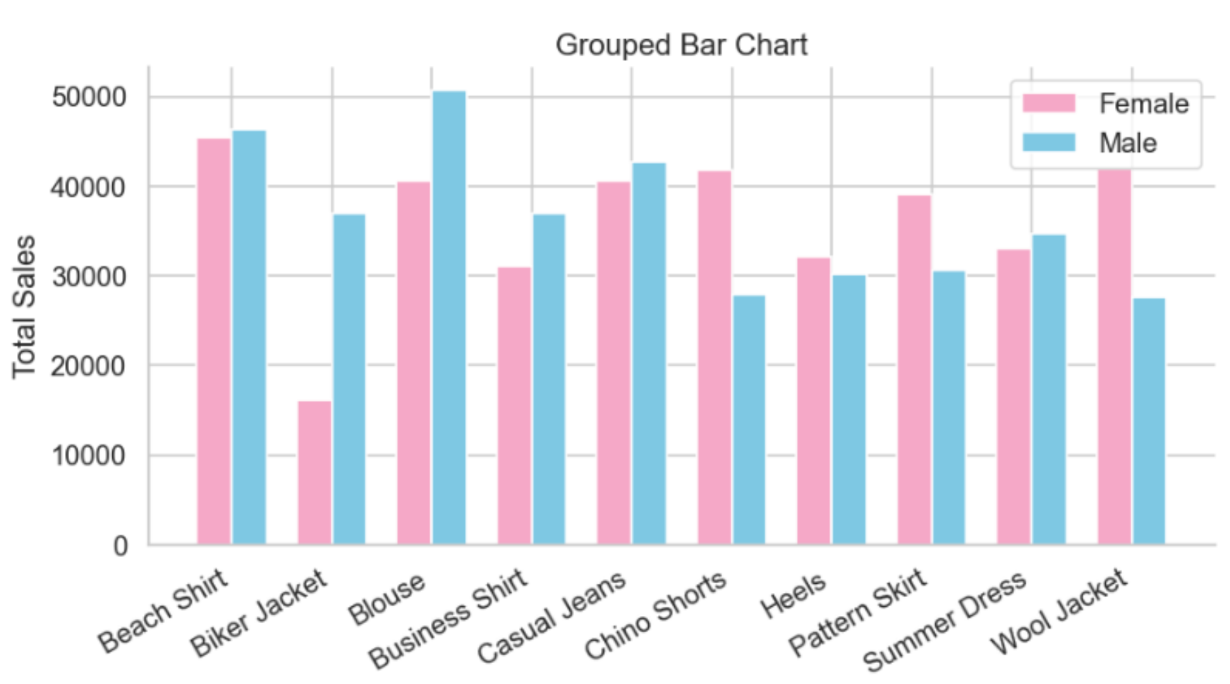 Grouped Bar Chart
Female
Male
Total Sales
50000
40000
30000
20000
10000
0
Beach Shirt
Biker Jacket
Blouse
Business Shirt
Casual Jeans
Chino Shorts
Heels
Pattern Skirt
Summer Dress
Wool Jacket